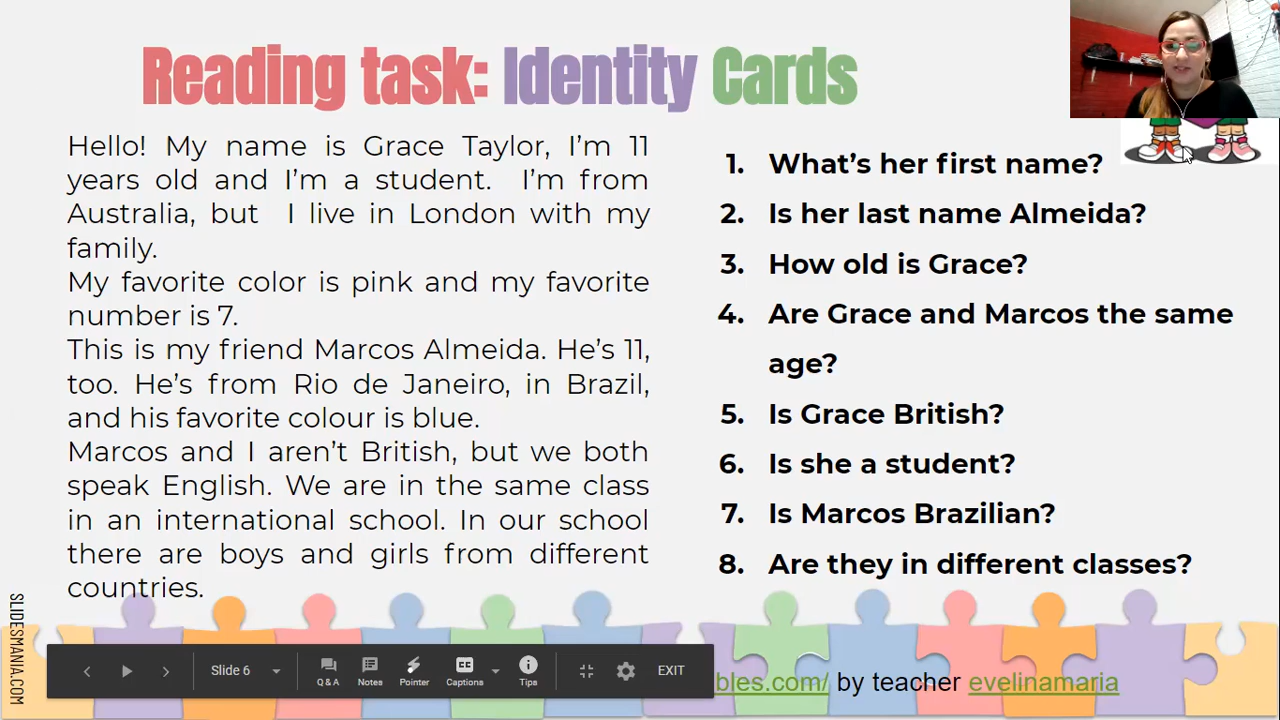 Reading task: Identity Cards
Hello! My name is Grace Taylor, I’m 11
years old and I’m a student. I’m from
Australia, but I live in London with my
family.
My favorite color is pink and my favorite
number is 7.
This is my friend Marcos Almeida. He’s 11,
too. He’s from Rio de Janeiro, in Brazil,
and his favorite colour is blue.
Marcos and I aren’t British, but we both
speak English. We are in the same class
in an international school. In our school
there are boys and girls from different
countries.
1. What’s her first name?
2. Is her last name Almeida?
3. How old is Grace?
4. Are Grace and Marcos the same
age?
5. Is Grace British?
6. Is she a student?
7. Is Marcos Brazilian?
8. Are they in different classes?
SLIDESMANIA.COM
Slide 6
Q & A
Notes
Pointer
Captions
Tips
EXIT
bles.com/ by teacher evelinamaria